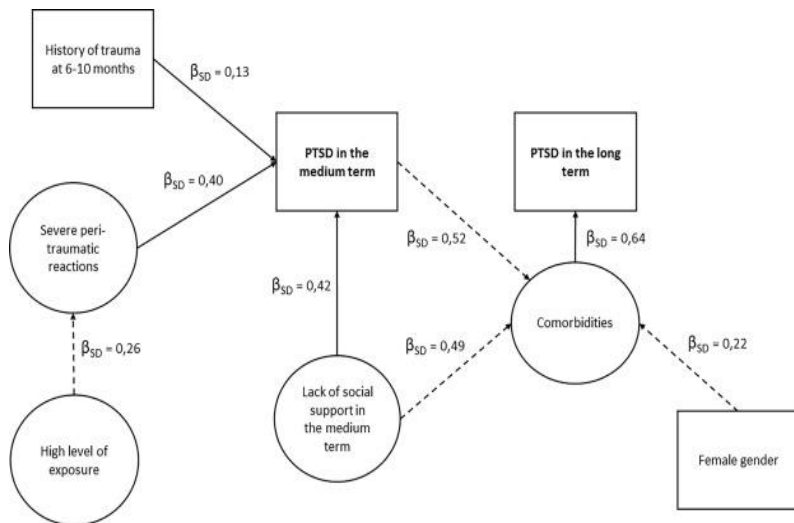 History of trauma
at 6-10 months
βSD = 0,13
PTSD in the
medium term
PTSD in the long
term
βSD = 0,40
Severe peri-
traumatic
reactions
βSD = 0,52
βSD = 0,64
βSD = 0,42
Comorbidities
βSD = 0,26
βSD = 0,49
βSD = 0,22
Lack of social
support in
the medium
term
High level of
exposure
Female gender